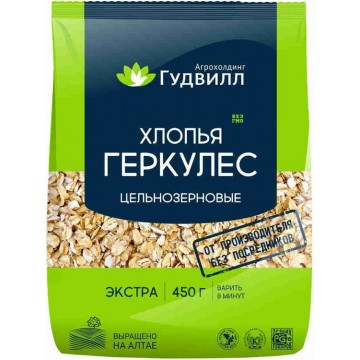 Агрохолдинг
Гудвилл
БЕЗ
ГМО
ХЛОПЬЯ
ГЕРКУЛЕС
ЦЕЛЬНОЗЕРНОВЫЕ
ОТ ПРОИЗВОДИТЕЛЯ
БЕЗ ПОСРЕДНИКОВ
ЭКСТРА
450 Г
ВАРИТЬ
8 МИНУТ
ВЫРАЩЕНО
НА АЛТАЕ